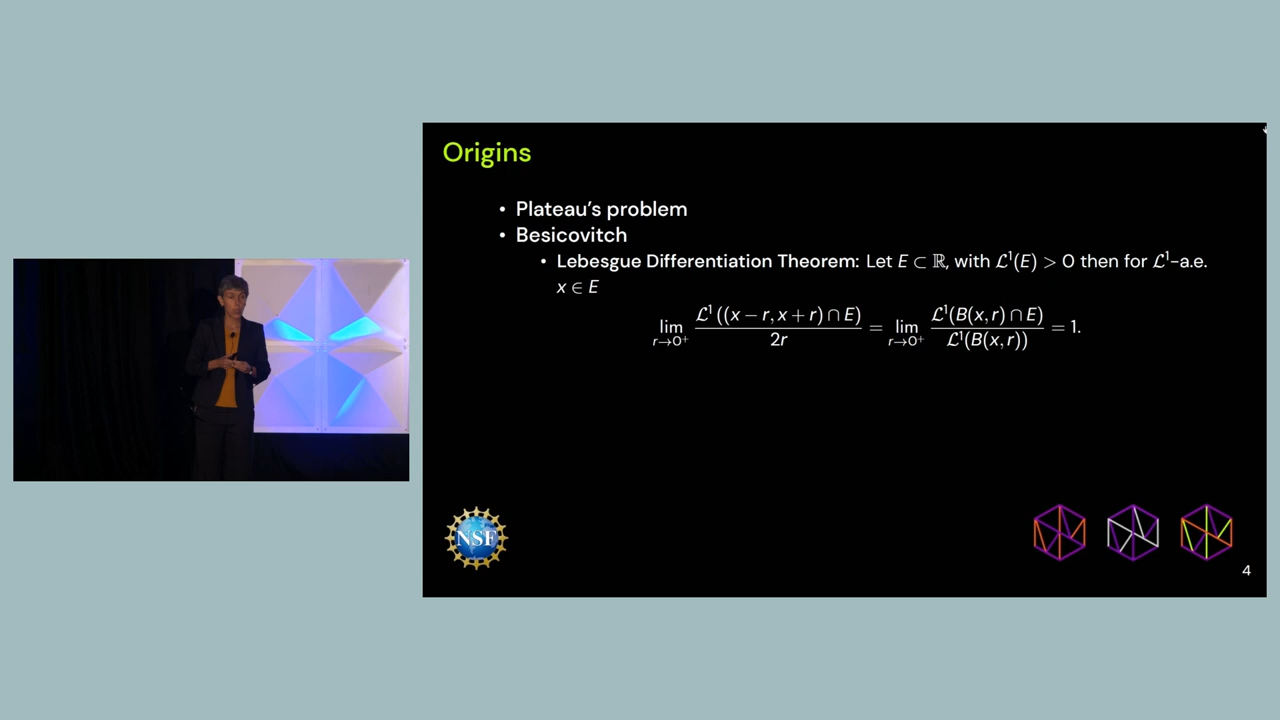 Origins
• Plateau’s problem
• Besicovitch
• Lebesgue Differentiation Theorem: Let E ⊂ ℝ, with ℒ¹(E) > 0 then for ℒ¹-a.e.
x ∈ E
lim_{r→0⁺} ℒ¹((x − r, x + r) ∩ E) / 2r = lim_{r→0⁺} ℒ¹(B(x, r) ∩ E) / ℒ¹(B(x, r)) = 1.
NSF
4